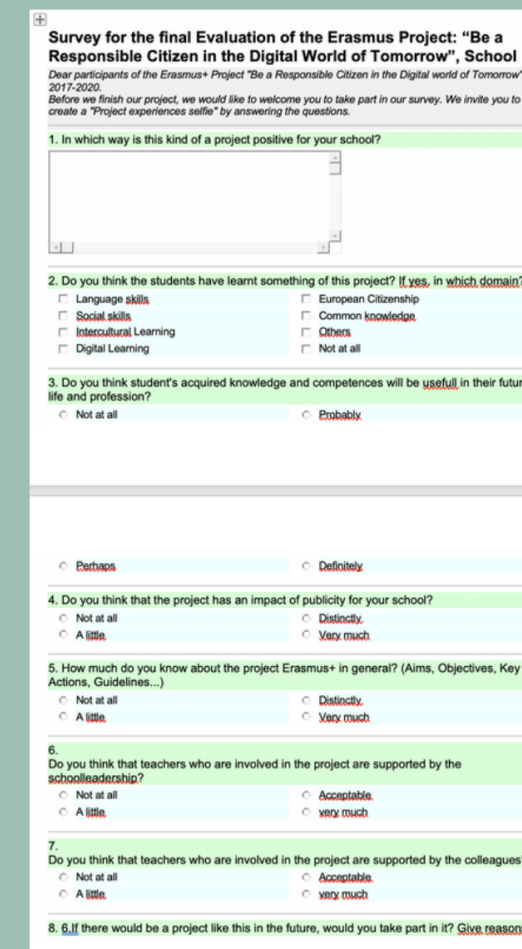 Survey for the final Evaluation of the Erasmus Project: “Be a
Responsible Citizen in the Digital World of Tomorrow”, School
Dear participants of the Erasmus+ Project "Be a Responsible Citizen in the Digital world of Tomorrow"
2017-2020.
Before we finish our project, we would like to welcome you to take part in our survey. We invite you to
create a "Project experiences selfie" by answering the questions.
1. In which way is this kind of a project positive for your school?
2. Do you think the students have learnt something of this project? If yes, in which domain?
Language skills
European Citizenship
Social skills
Common knowledge
Intercultural Learning
Others
Digital Learning
Not at all
3. Do you think student's acquired knowledge and competences will be usefull in their futur
life and profession?
Not at all
Probably
Perhaps
Definitely
4. Do you think that the project has an impact of publicity for your school?
Not at all
Distinctly
A little
Very much
5. How much do you know about the project Erasmus+ in general? (Aims, Objectives, Key
Actions, Guidelines...)
Not at all
Distinctly
A little
Very much
6.
Do you think that teachers who are involved in the project are supported by the
schoolleadership?
Not at all
Acceptable
A little
very much
7.
Do you think that teachers who are involved in the project are supported by the colleagues
Not at all
Acceptable
A little
very much
8. 6.If there would be a project like this in the future, would you take part in it? Give reason